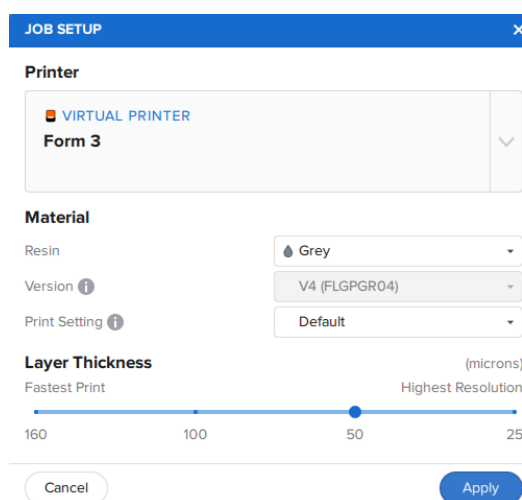 JOB SETUP
Printer
VIRTUAL PRINTER
Form 3
Material
Resin Grey
Version V4 (FLGPGR04)
Print Setting Default
Layer Thickness (microns)
Fastest Print Highest Resolution
160 100 50 25
Cancel Apply